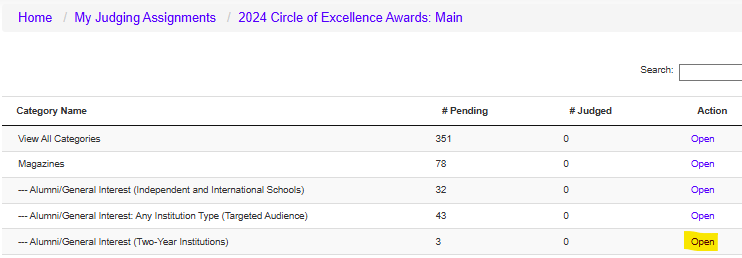 Home / My Judging Assignments / 2024 Circle of Excellence Awards: Main
Search:
Category Name # Pending # Judged Action
View All Categories 351 0 Open
Magazines 78 0 Open
--- Alumni/General Interest (Independent and International Schools) 32 0 Open
--- Alumni/General Interest: Any Institution Type (Targeted Audience) 43 0 Open
--- Alumni/General Interest (Two-Year Institutions) 3 0 Open